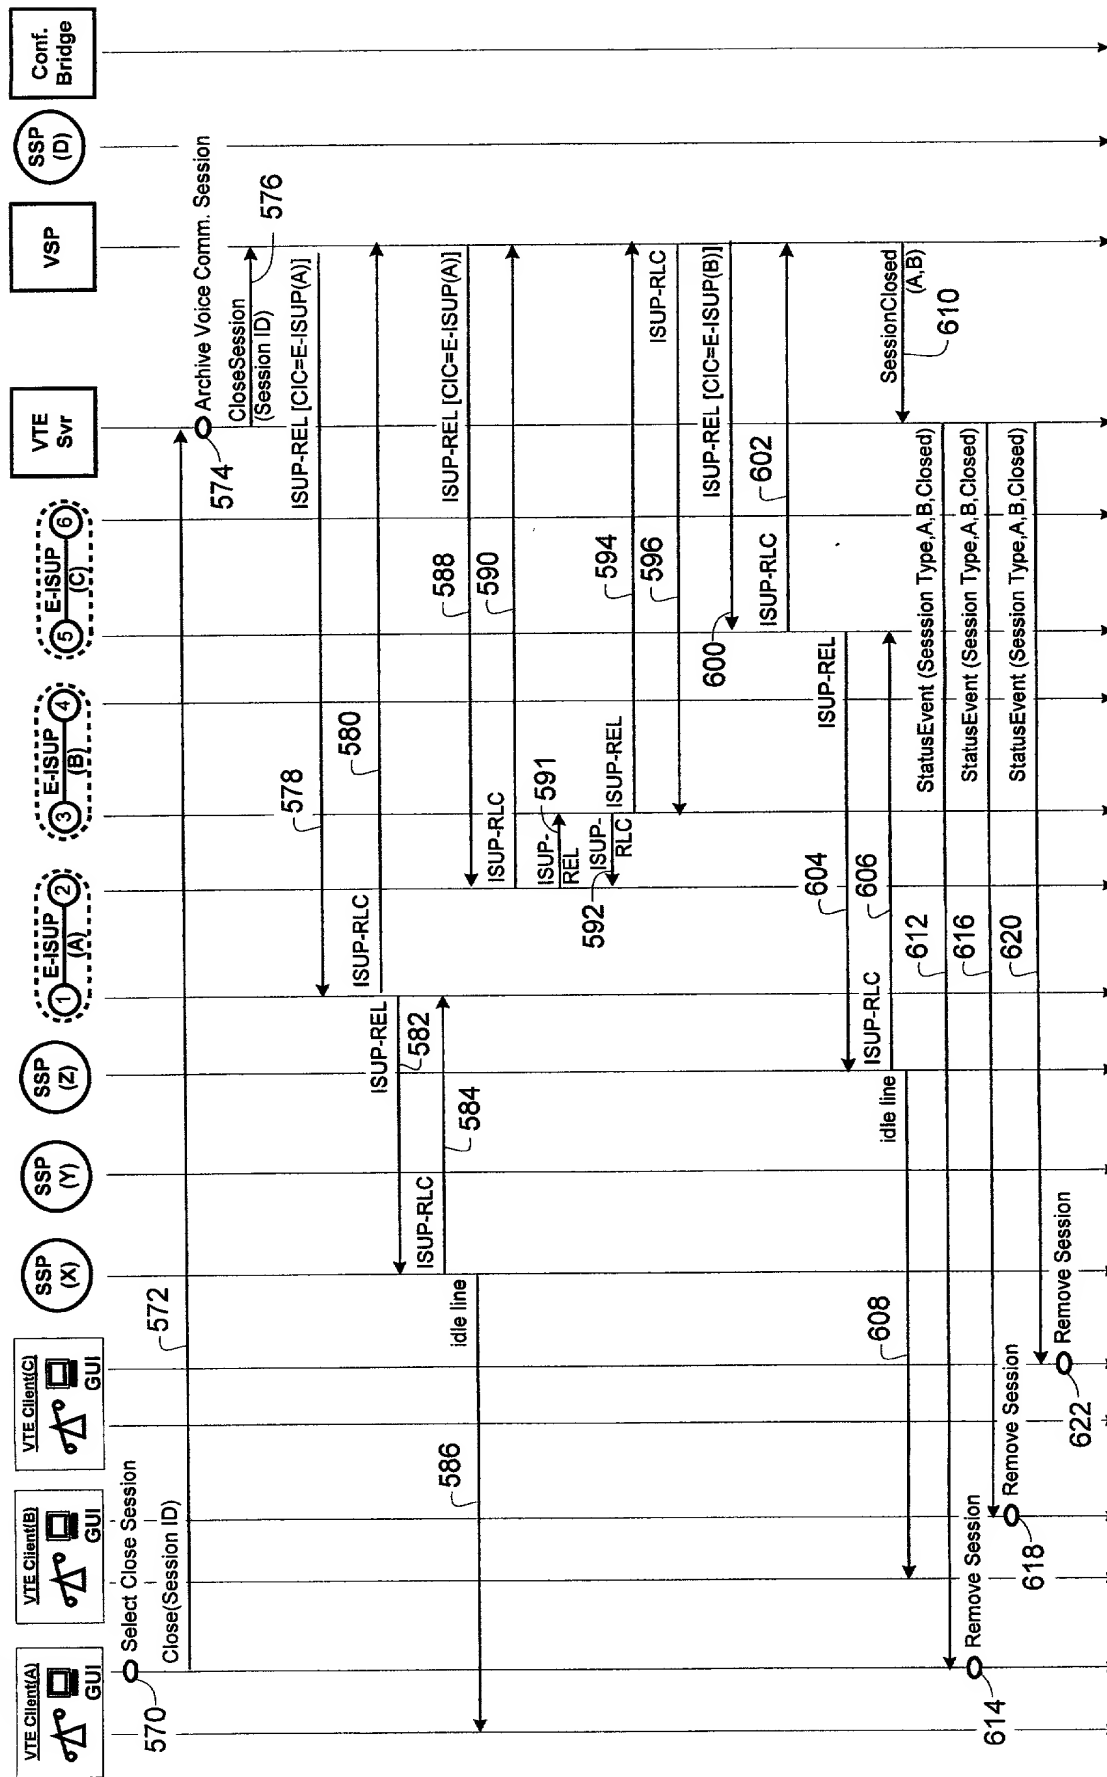 VTE Client(A)
GUI
VTE Client(B)
GUI
VTE Client(C)
GUI
SSP
(X)
SSP
(Y)
SSP
(Z)
1
E-ISUP
(A)
2
3
E-ISUP
(B)
4
5
E-ISUP
(C)
6
VTE
Svr
VSP
SSP
(D)
Conf.
Bridge
Select Close Session
570
Close(Session ID)
572
Archive Voice Comm. Session
574
CloseSession
(Session ID)
576
ISUP-REL [CIC=E-ISUP(A)]
578
ISUP-RLC
580
ISUP-REL
582
ISUP-RLC
584
idle line
586
ISUP-REL [CIC=E-ISUP(A)]
588
ISUP-RLC
590
ISUP-
REL
591
ISUP-
RLC
592
ISUP-REL
594
ISUP-RLC
596
ISUP-REL [CIC=E-ISUP(B)]
600
ISUP-RLC
602
ISUP-REL
604
ISUP-RLC
606
idle line
608
SessionClosed
(A,B)
610
StatusEvent (Sesssion Type,A,B,Closed)
612
Remove Session
614
StatusEvent (Session Type,A,B,Closed)
616
Remove Session
618
StatusEvent (Session Type,A,B,Closed)
620
Remove Session
622